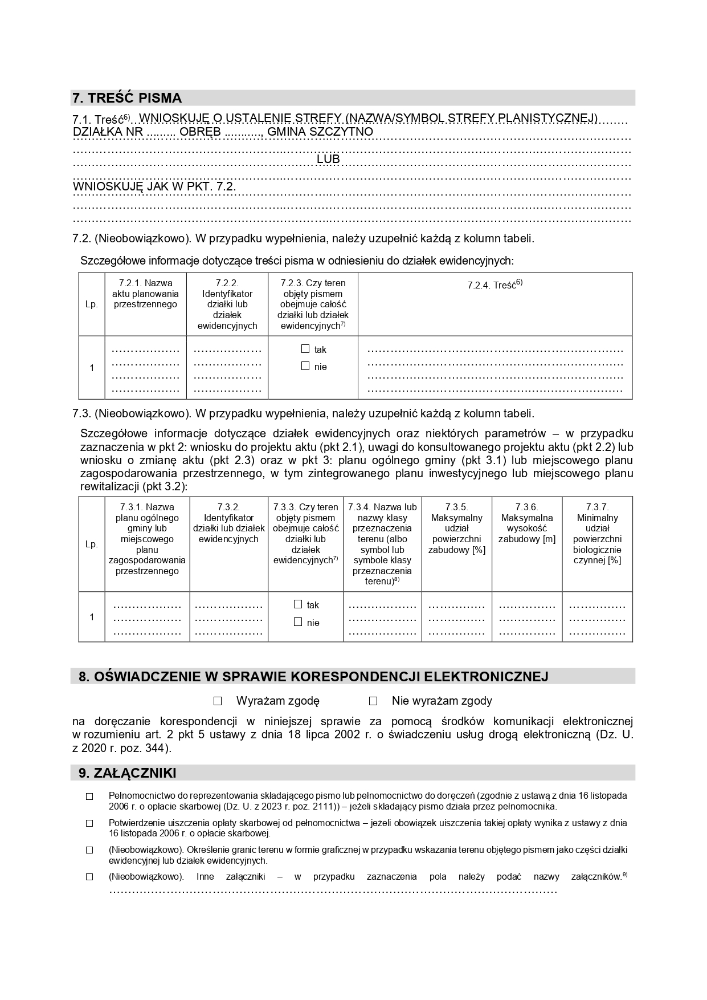 7. TREŚĆ PISMA
7.1. Treść6)...WNIOSKUJĘ O USTALENIE STREFY (NAZWA/SYMBOL STREFY PLANISTYCZNEJ)........
DZIAŁKA NR ......... OBRĘB ..........., GMINA SZCZYTNO
LUB
WNIOSKUJĘ JAK W PKT. 7.2.
7.2. (Nieobowiązkowo). W przypadku wypełnienia, należy uzupełnić każdą z kolumn tabeli.
Szczegółowe informacje dotyczące treści pisma w odniesieniu do działek ewidencyjnych:
Lp.
7.2.1. Nazwa
aktu planowania
przestrzennego
7.2.2.
Identyfikator
działki lub
działek
ewidencyjnych
7.2.3. Czy teren
objęty pismem
obejmuje całość
działki lub działek
ewidencyjnych7)
7.2.4. Treść6)
1
………………
………………
………………
………………
………………
………………
………………
………………
☐ tak
☐ nie
…………………………………………………………
…………………………………………………………
…………………………………………………………
…………………………………………………………
7.3. (Nieobowiązkowo). W przypadku wypełnienia, należy uzupełnić każdą z kolumn tabeli.
Szczegółowe informacje dotyczące działek ewidencyjnych oraz niektórych parametrów – w przypadku
zaznaczenia w pkt 2: wniosku do projektu aktu (pkt 2.1), uwagi do konsultowanego projektu aktu (pkt 2.2) lub
wniosku o zmianę aktu (pkt 2.3) oraz w pkt 3: planu ogólnego gminy (pkt 3.1) lub miejscowego planu
zagospodarowania przestrzennego, w tym zintegrowanego planu inwestycyjnego lub miejscowego planu
rewitalizacji (pkt 3.2):
Lp.
7.3.1. Nazwa
planu ogólnego
gminy lub
miejscowego
planu
zagospodarowania
przestrzennego
7.3.2.
Identyfikator
działki lub działek
ewidencyjnych
7.3.3. Czy teren
objęty pismem
obejmuje całość
działki lub
działek
ewidencyjnych7)
7.3.4. Nazwa lub
nazwy klasy
przeznaczenia
terenu (albo
symbol lub
symbole klasy
przeznaczenia
terenu)8)
7.3.5.
Maksymalny
udział
powierzchni
zabudowy [%]
7.3.6.
Maksymalna
wysokość
zabudowy [m]
7.3.7.
Minimalny
udział
powierzchni
biologicznie
czynnej [%]
1
………………
………………
………………
………………
………………
………………
☐ tak
☐ nie
………………
………………
………………
……………
……………
……………
……………
……………
……………
……………
……………
……………
8. OŚWIADCZENIE W SPRAWIE KORESPONDENCJI ELEKTRONICZNEJ
☐ Wyrażam zgodę ☐ Nie wyrażam zgody
na doręczanie korespondencji w niniejszej sprawie za pomocą środków komunikacji elektronicznej
w rozumieniu art. 2 pkt 5 ustawy z dnia 18 lipca 2002 r. o świadczeniu usług drogą elektroniczną (Dz. U.
z 2020 r. poz. 344).
9. ZAŁĄCZNIKI
☐ Pełnomocnictwo do reprezentowania składającego pismo lub pełnomocnictwo do doręczeń (zgodnie z ustawą z dnia 16 listopada
2006 r. o opłacie skarbowej (Dz. U. z 2023 r. poz. 2111)) – jeżeli składający pismo działa przez pełnomocnika.
☐ Potwierdzenie uiszczenia opłaty skarbowej od pełnomocnictwa – jeżeli obowiązek uiszczenia takiej opłaty wynika z ustawy z dnia
16 listopada 2006 r. o opłacie skarbowej.
☐ (Nieobowiązkowo). Określenie granic terenu w formie graficznej w przypadku wskazania terenu objętego pismem jako części działki
ewidencyjnej lub działek ewidencyjnych.
☐ (Nieobowiązkowo). Inne załączniki – w przypadku zaznaczenia pola należy podać nazwy załączników.9)
………………………………………………………………………………………………………